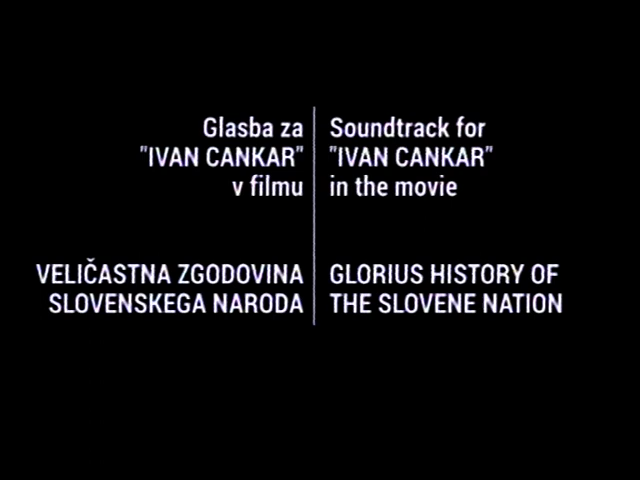 Glasba za
"IVAN CANKAR"
v filmu
VELIČASTNA ZGODOVINA
SLOVENSKEGA NARODA
Soundtrack for
"IVAN CANKAR"
in the movie
GLORIUS HISTORY OF
THE SLOVENE NATION